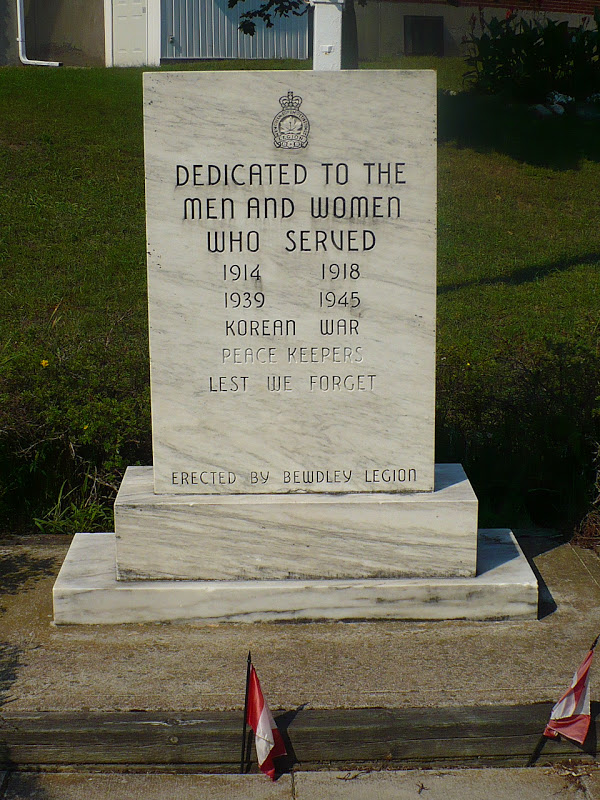 DEDICATED TO THE
MEN AND WOMEN
WHO SERVED
1914 1918
1939 1945
KOREAN WAR
PEACE KEEPERS
LEST WE FORGET
ERECTED BY BEWDLEY LEGION